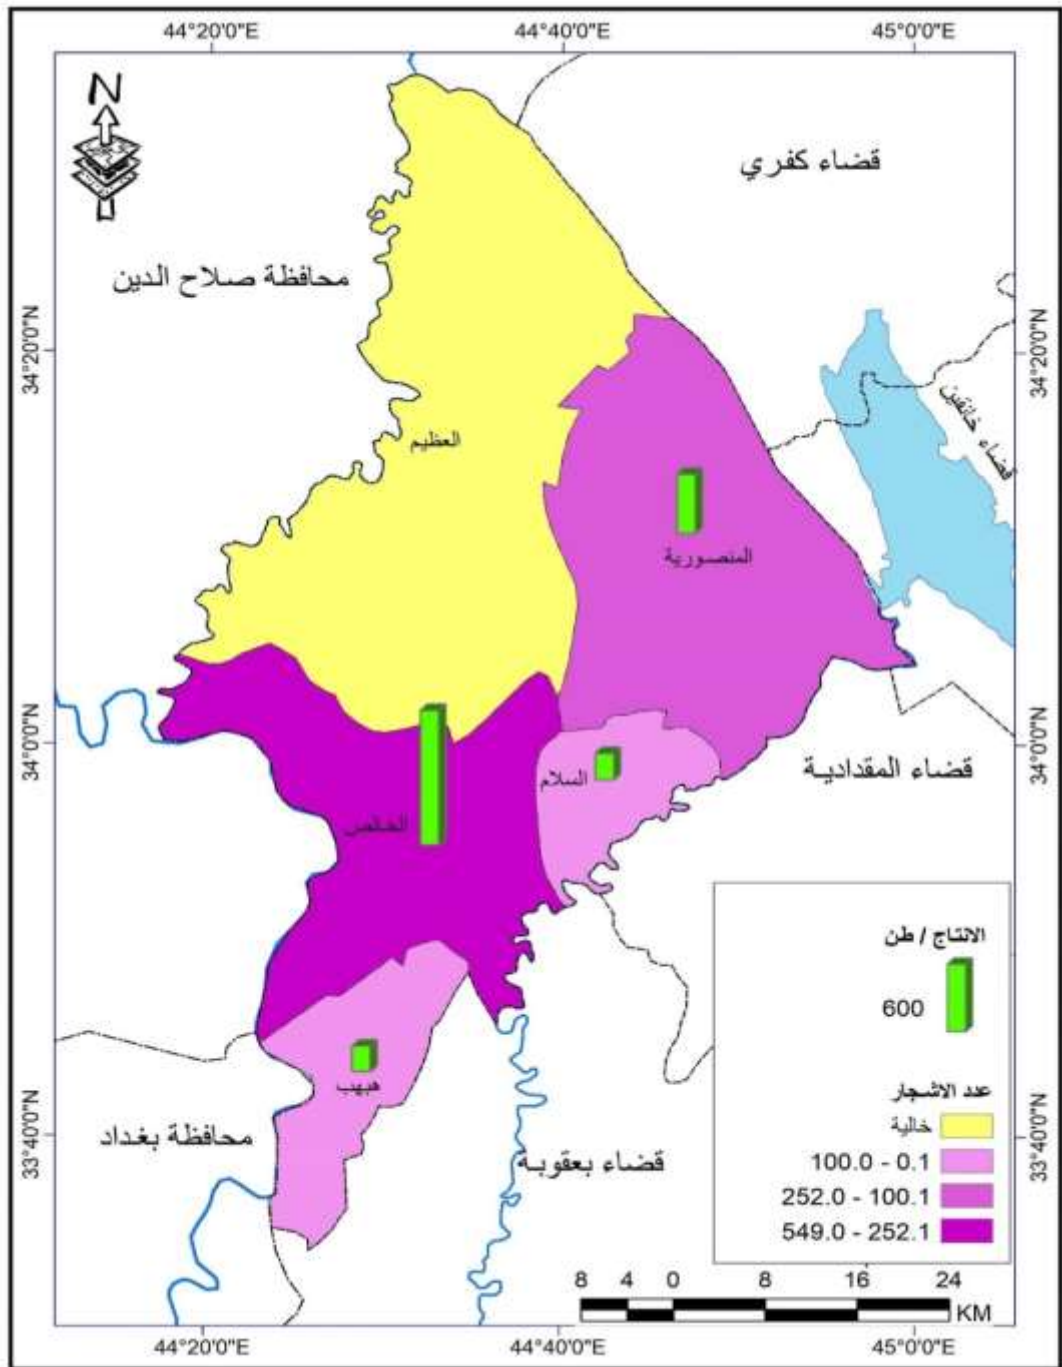 44°20'0"E
44°40'0"E
45°0'0"E
N
قضاء كفري
محافظة صلاح الدين
34°20'0"N
34°20'0"N
قضاء خانقين
العظيم
المنصورية
34°0'0"N
34°0'0"N
السلام
قضاء المقدادية
الخالص
الانتاج / طن
600
هبهب
عدد الاشجار
خالية
100.0 - 0.1
252.0 - 100.1
549.0 - 252.1
33°40'0"N
33°40'0"N
محافظة بغداد
قضاء بعقوبة
8 4 0 8 16 24
KM
44°20'0"E
44°40'0"E
45°0'0"E